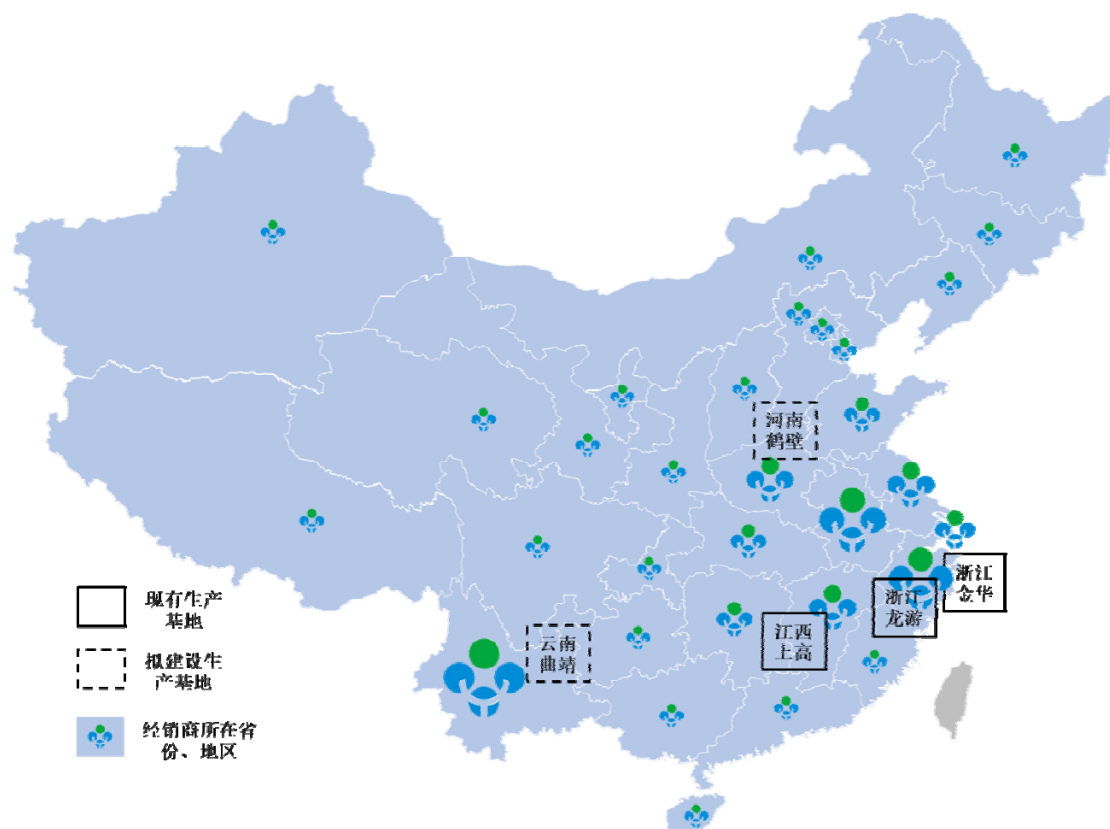 河南
鹤壁
浙江
金华
浙江
龙游
江西
上高
云南
曲靖
现有生产
基地
拟建设生
产基地
经销商所在省
份、地区